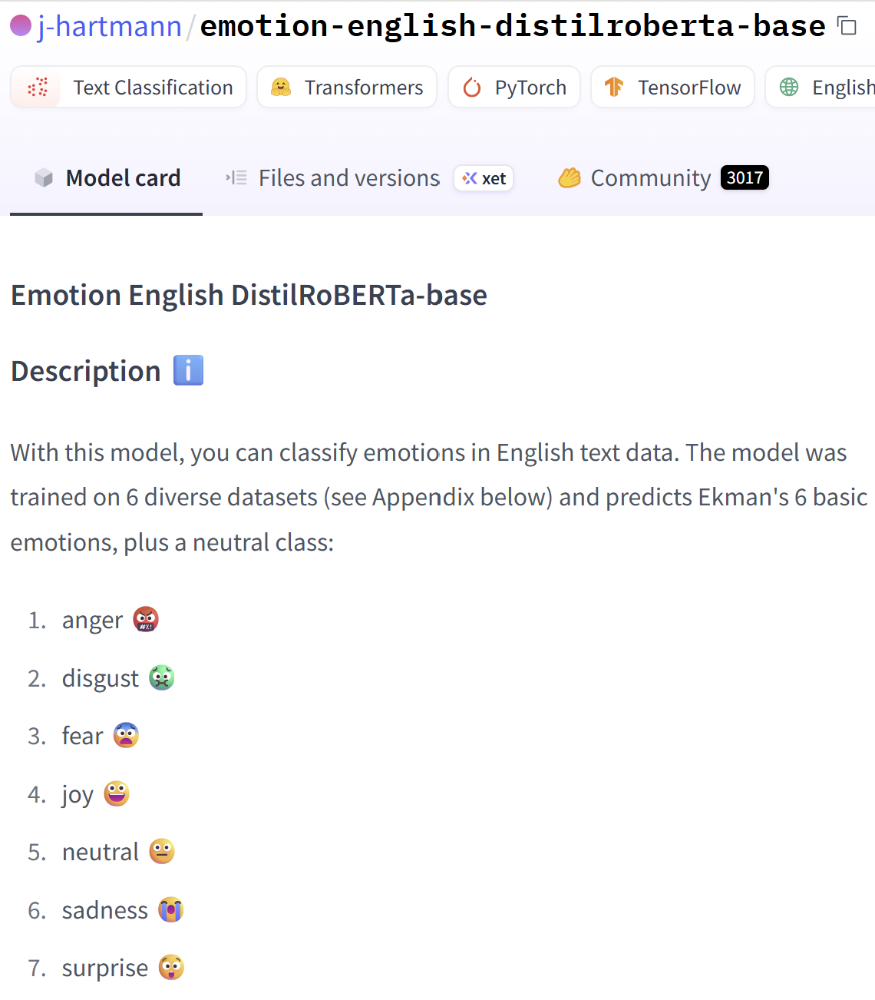 j-hartmann/emotion-english-distilroberta-base
Text Classification Transformers PyTorch TensorFlow English
Model card Files and versions xet Community 3017
Emotion English DistilRoBERTa-base
Description ℹ️
With this model, you can classify emotions in English text data. The model was
trained on 6 diverse datasets (see Appendix below) and predicts Ekman's 6 basic
emotions, plus a neutral class:
1. anger 🤬
2. disgust 🤢
3. fear 😨
4. joy 😀
5. neutral 😐
6. sadness 😭
7. surprise 😲